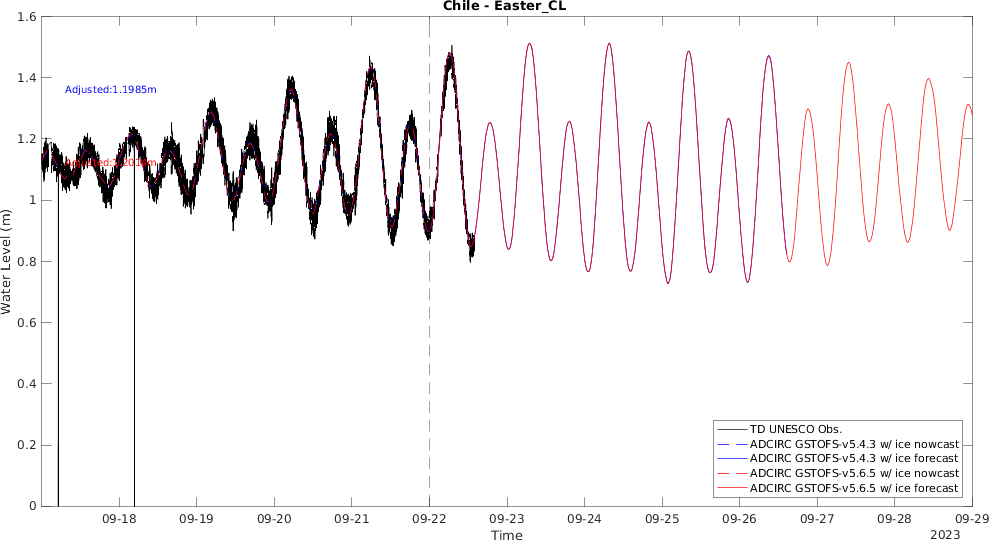 Chile - Easter_CL
Water Level (m)
1.6
1.4
1.2
1
0.8
0.6
0.4
0.2
0
Adjusted:1.1985m
TD UNESCO Obs.
ADCIRC GSTOFS-v5.4.3 w/ ice nowcast
ADCIRC GSTOFS-v5.4.3 w/ ice forecast
ADCIRC GSTOFS-v5.6.5 w/ ice nowcast
ADCIRC GSTOFS-v5.6.5 w/ ice forecast
09-18 09-19 09-20 09-21 09-22 09-23 09-24 09-25 09-26 09-27 09-28 09-29
Time
2023